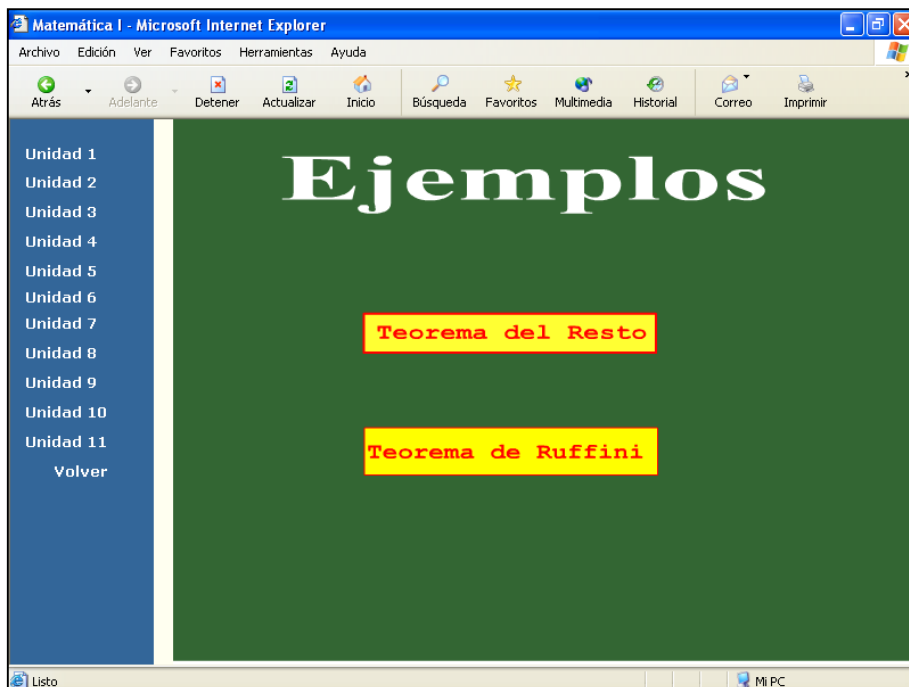 Matemática I - Microsoft Internet Explorer
Archivo Edición Ver Favoritos Herramientas Ayuda
Atrás Adelante Detener Actualizar Inicio Búsqueda Favoritos Multimedia Historial Correo Imprimir
Unidad 1
Unidad 2
Unidad 3
Unidad 4
Unidad 5
Unidad 6
Unidad 7
Unidad 8
Unidad 9
Unidad 10
Unidad 11
Volver
Ejemplos
Teorema del Resto
Teorema de Ruffini
Listo
Mi PC